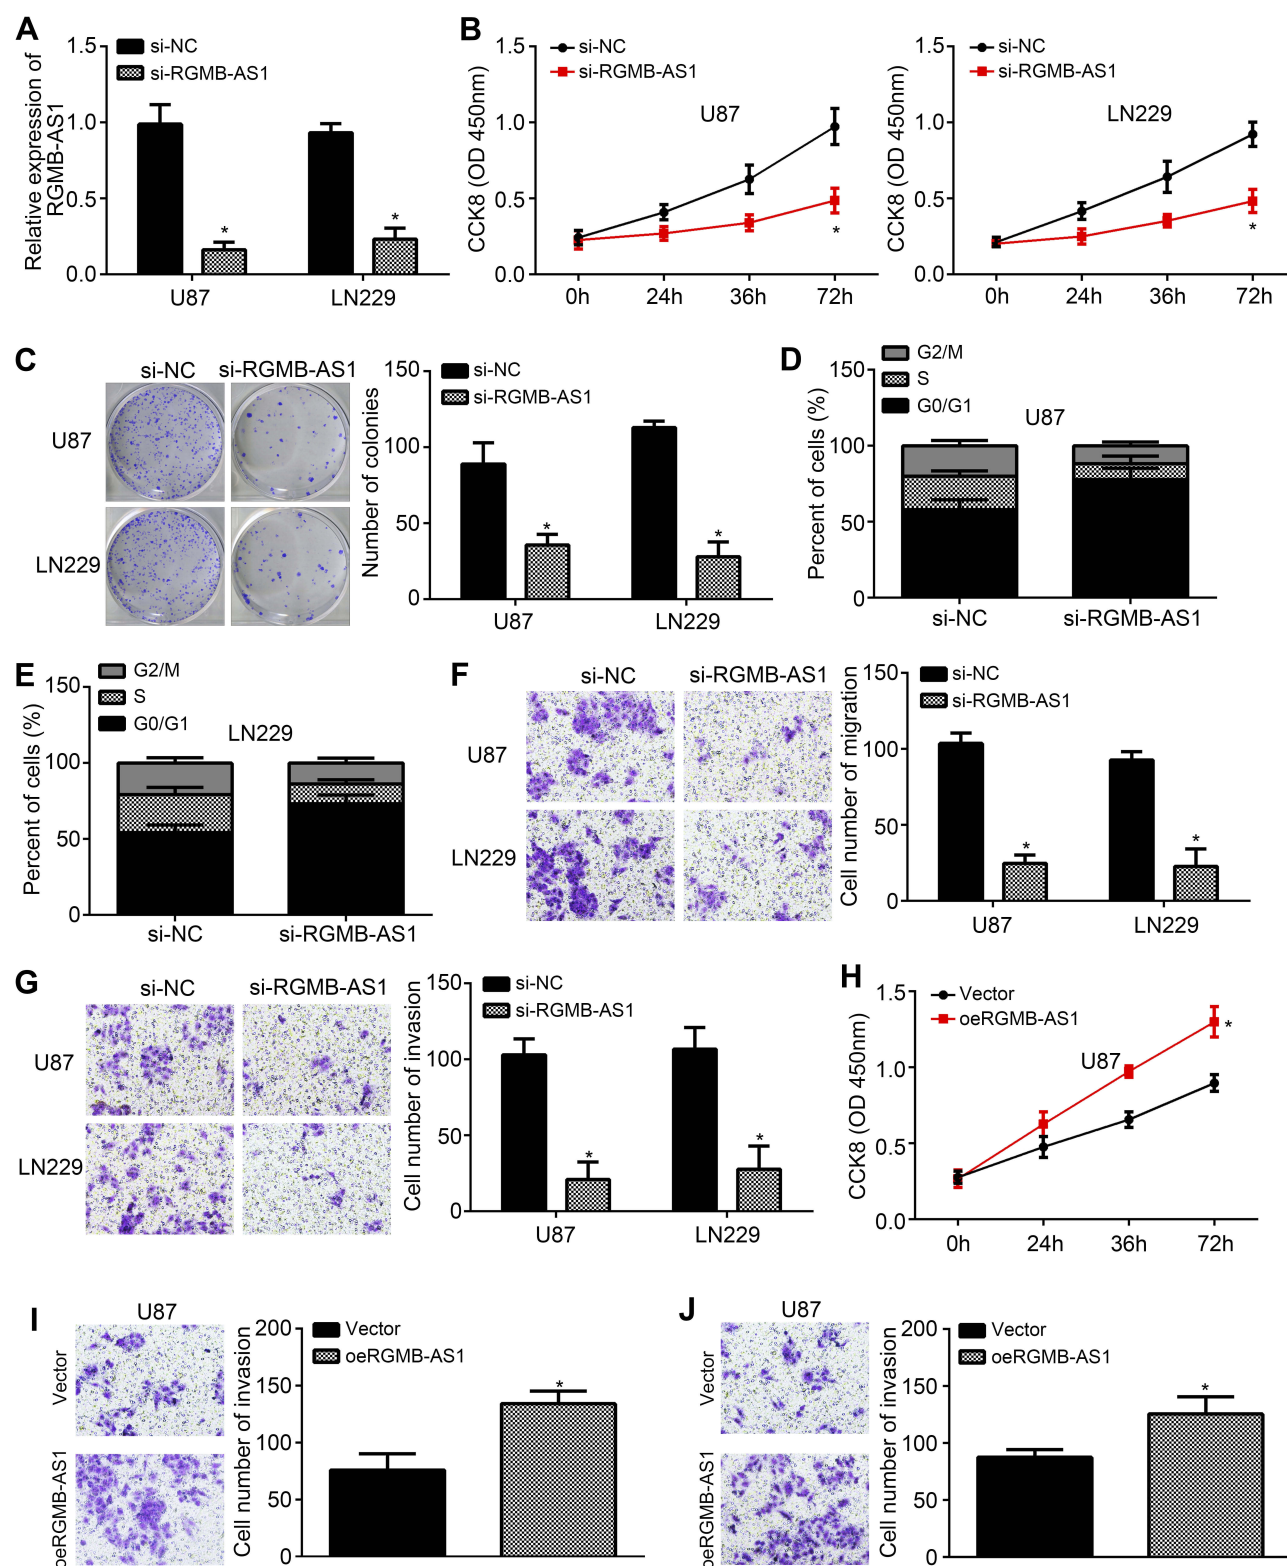 A
Relative expression of
RGMB-AS1
1.5
1.0
0.5
0.0
si-NC
si-RGMB-AS1
*
*
U87
LN229
B
CCK8 (OD 450nm)
1.5
1.0
0.5
0.0
si-NC
si-RGMB-AS1
U87
*
0h
24h
36h
72h
CCK8 (OD 450nm)
1.5
1.0
0.5
0.0
si-NC
si-RGMB-AS1
LN229
*
0h
24h
36h
72h
C
si-NC
si-RGMB-AS1
U87
LN229
Number of colonies
150
100
50
0
si-NC
si-RGMB-AS1
*
*
U87
LN229
D
G2/M
S
G0/G1
U87
Percent of cells (%)
150
100
50
0
si-NC
si-RGMB-AS1
E
G2/M
S
G0/G1
LN229
Percent of cells (%)
150
100
50
0
si-NC
si-RGMB-AS1
F
si-NC
si-RGMB-AS1
U87
LN229
Cell number of migration
150
100
50
0
si-NC
si-RGMB-AS1
*
*
U87
LN229
G
si-NC
si-RGMB-AS1
U87
LN229
Cell number of invasion
150
100
50
0
si-NC
si-RGMB-AS1
*
*
U87
LN229
H
CCK8 (OD 450nm)
1.5
1.0
0.5
0.0
Vector
oeRGMB-AS1
U87
*
0h
24h
36h
72h
I
U87
Vector
oeRGMB-AS1
Cell number of invasion
200
150
100
50
0
Vector
oeRGMB-AS1
*
J
U87
Vector
oeRGMB-AS1
Cell number of invasion
200
150
100
50
0
Vector
oeRGMB-AS1
*